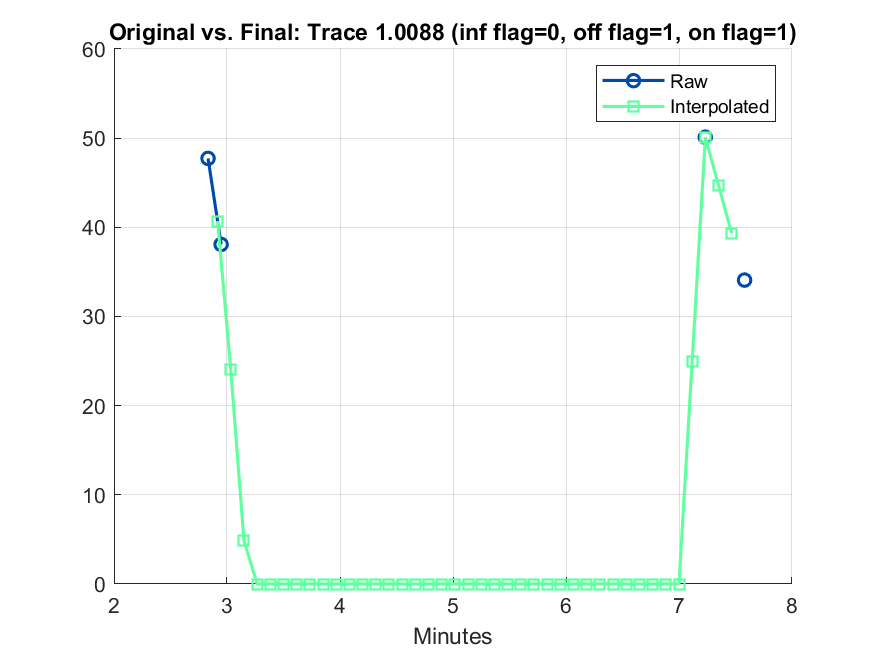 Original vs. Final: Trace 1.0088 (inf flag=0, off flag=1, on flag=1)
60
50
40
30
20
10
0
Raw
Interpolated
2 3 4 5 6 7 8
Minutes